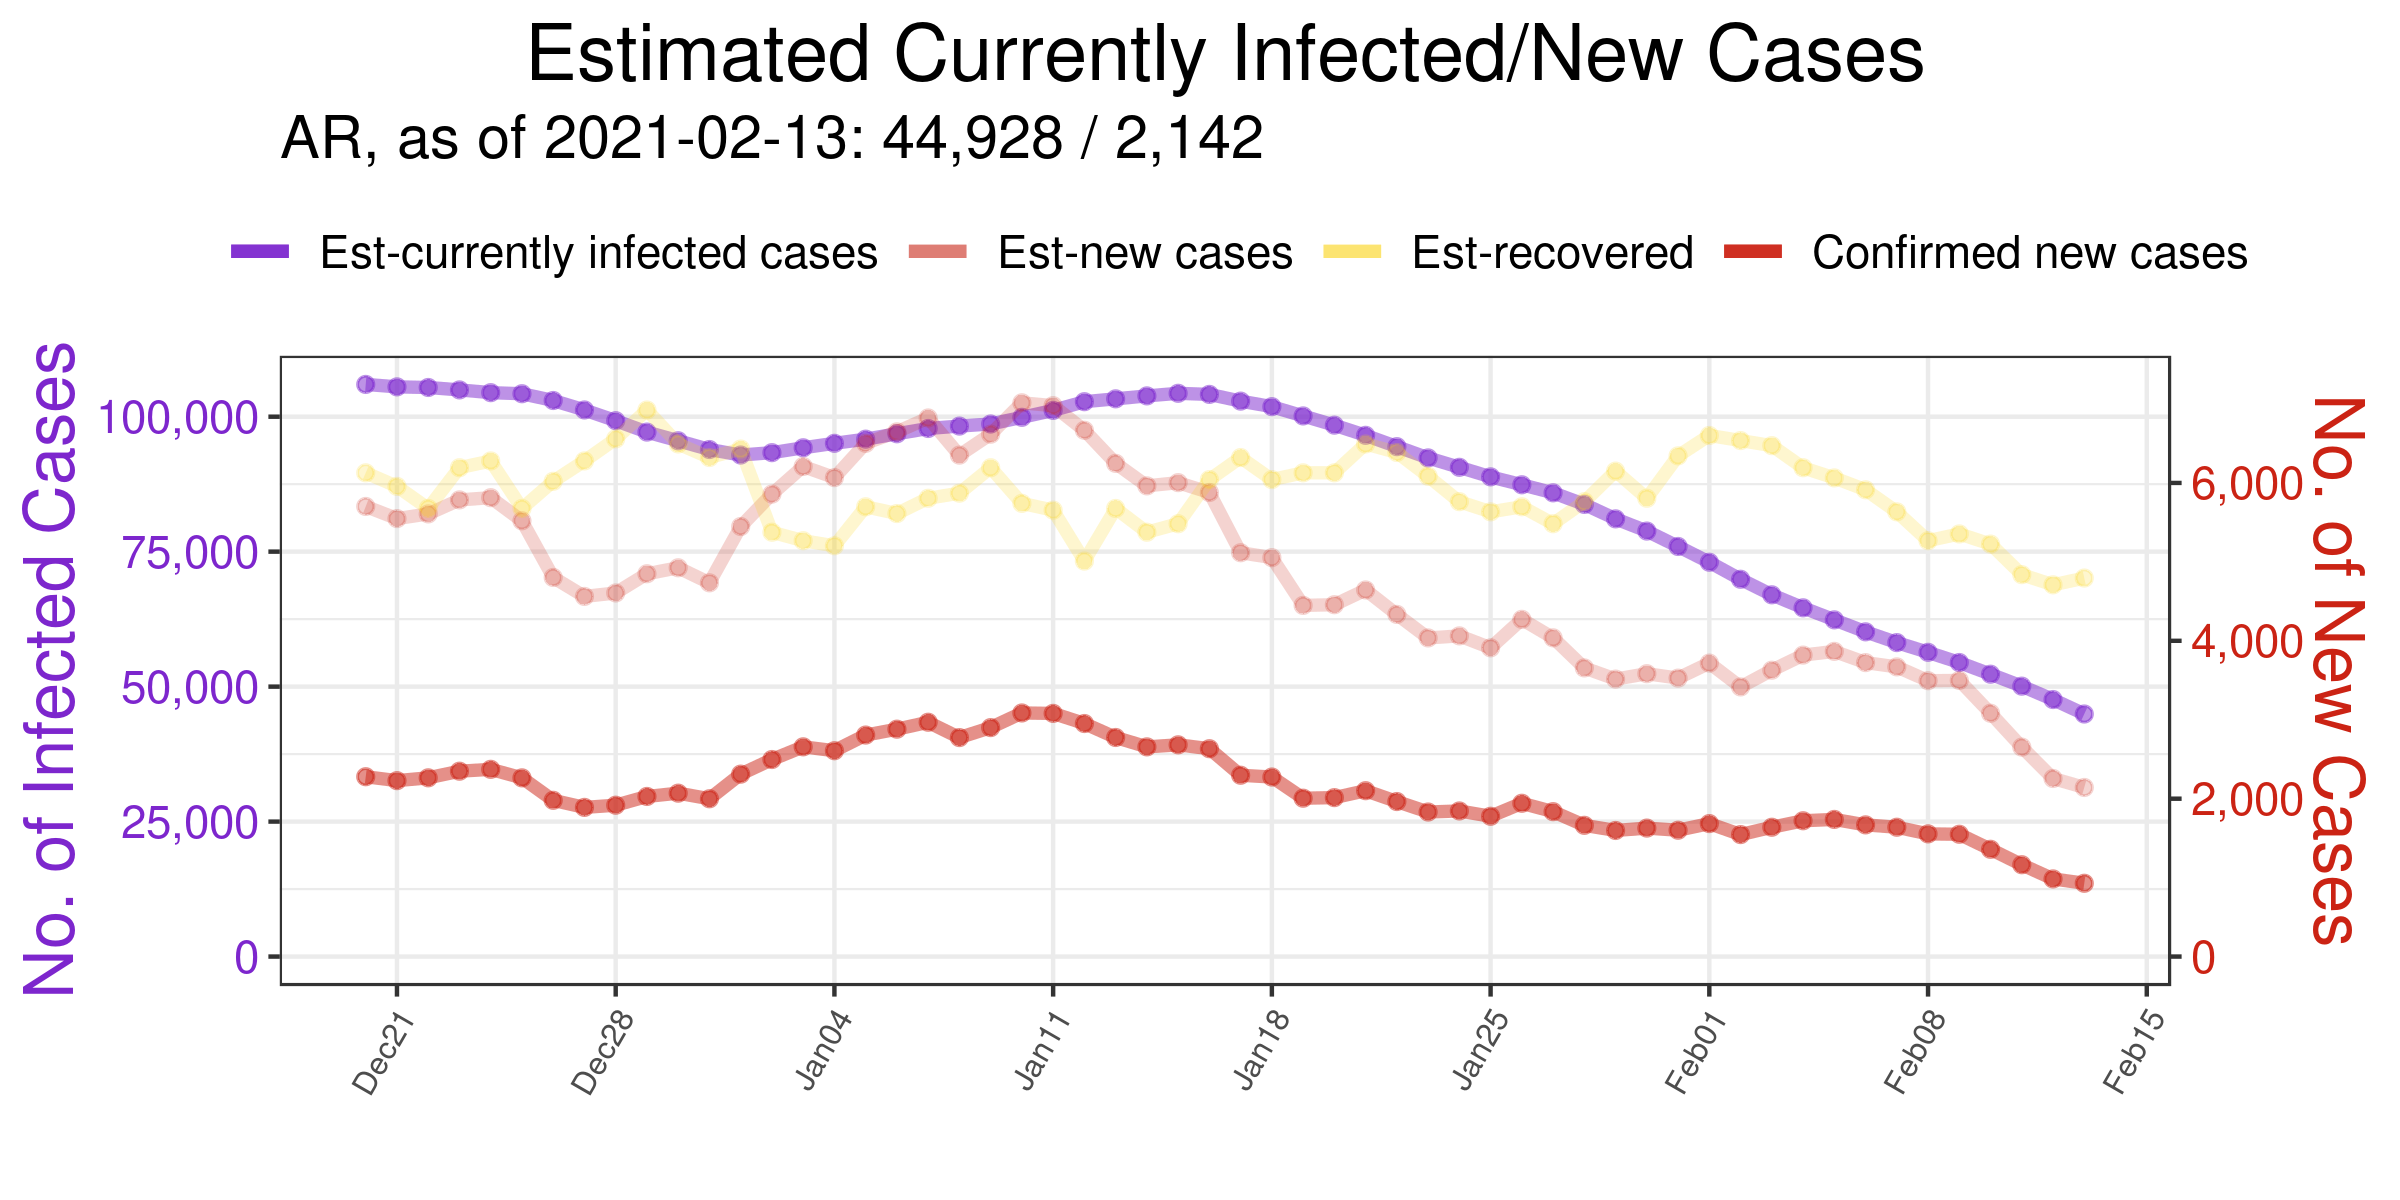 Estimated Currently Infected/New Cases
AR, as of 2021-02-13: 44,928 / 2,142
Est-currently infected cases
Est-new cases
Est-recovered
Confirmed new cases
No. of Infected Cases
100,000
75,000
50,000
25,000
0
6,000
4,000
2,000
0
No. of New Cases
Dec21
Dec28
Jan04
Jan11
Jan18
Jan25
Feb01
Feb08
Feb15